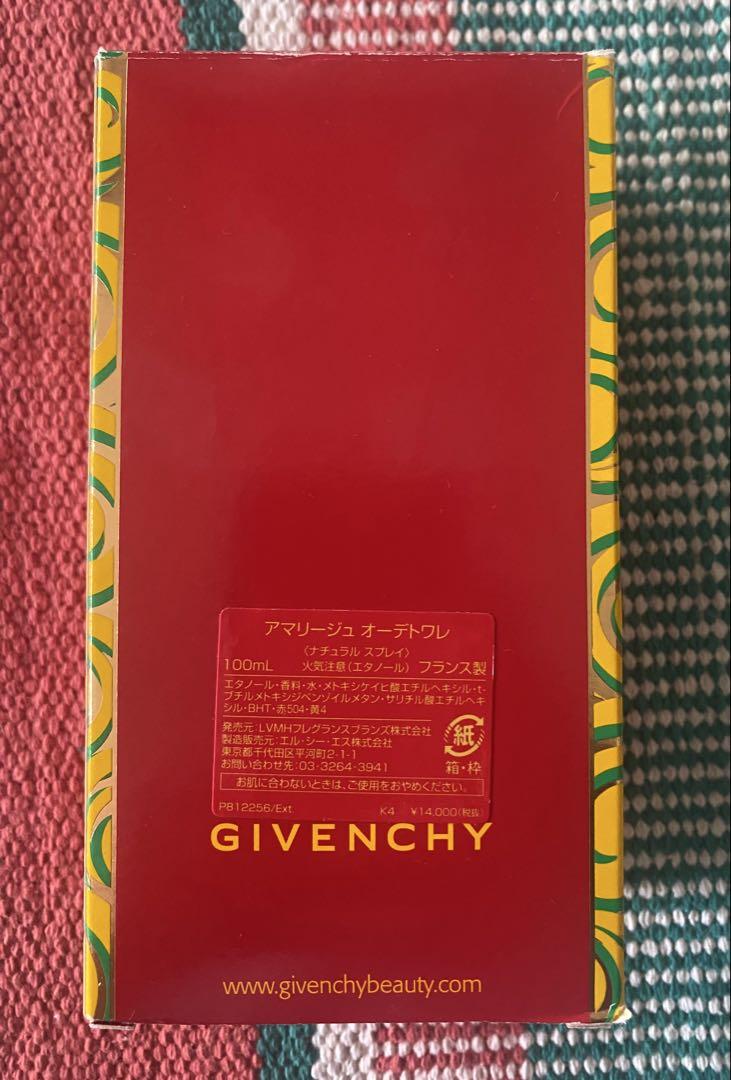 アマリージュ オーデトワレ
〈ナチュラル スプレイ〉
100mL 火気注意(エタノール) フランス製
エタノール・香料・水・メトキシケイヒ酸エチルヘキシル・t-
ブチルメトキシジベンゾイルメタン・サリチル酸エチルヘキ
シル・BHT・赤504・黄4
発売元:LVMHフレグランスブランズ株式会社
製造販売元:エル・シー・エス株式会社
東京都千代田区平河町2-1-1
お問い合わせ先:03-3264-3941
紙
箱・枠
お肌に合わないときは、ご使用をおやめください。
P812256/Ext. K4 ¥14,000(税抜)
GIVENCHY
www.givenchybeauty.com